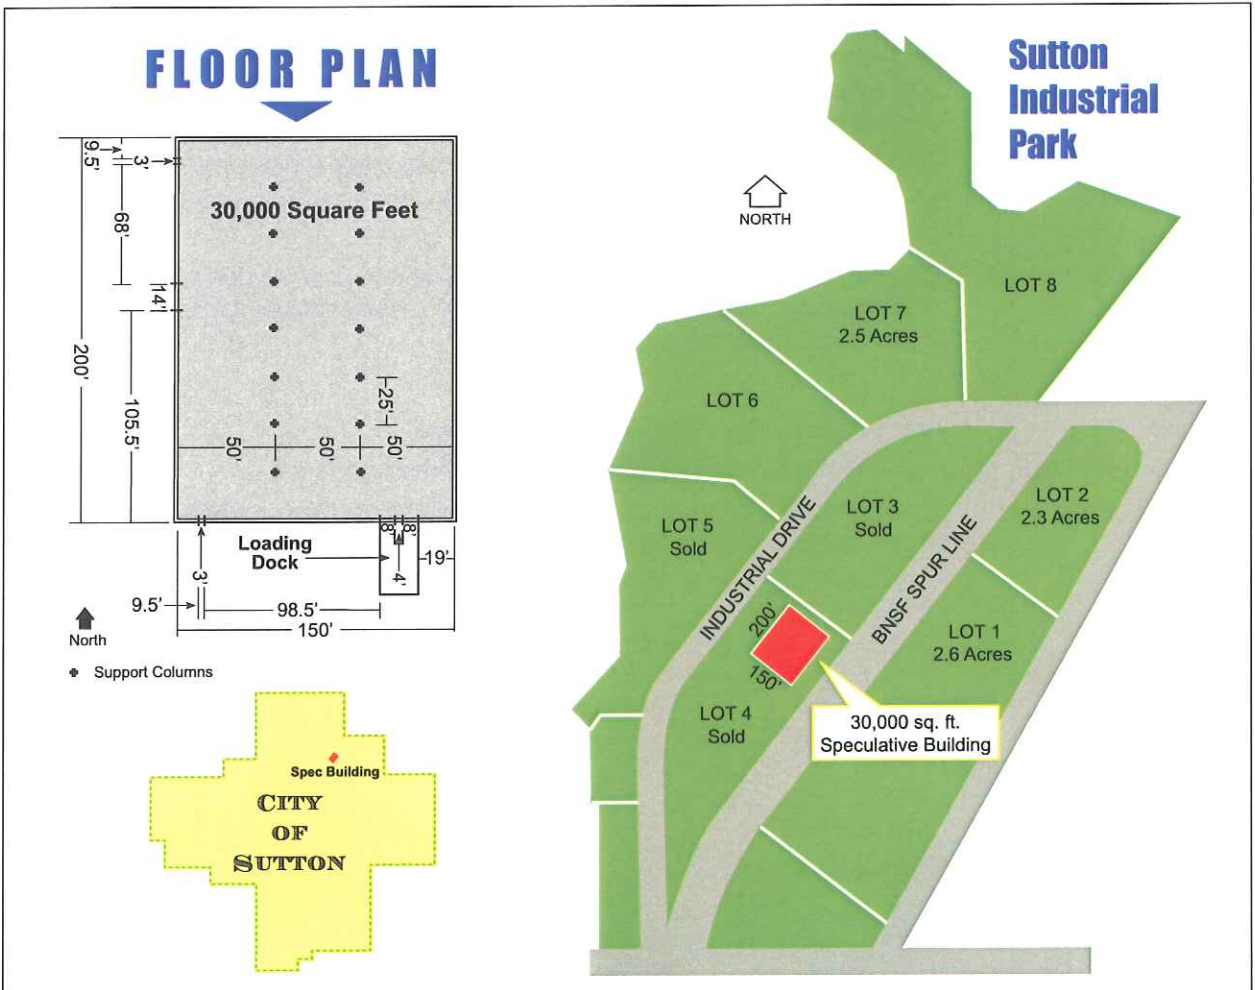 FLOOR PLAN
9.5'
3'
68'
14'
200'
105.5'
30,000 Square Feet
25'
50'
50'
50'
8'
8'
Loading
Dock
4'
19'
3'
9.5'
98.5'
150'
North
Support Columns
Spec Building
CITY
OF
SUTTON
Sutton
Industrial
Park
NORTH
LOT 8
LOT 7
2.5 Acres
LOT 6
LOT 5
Sold
LOT 3
Sold
LOT 2
2.3 Acres
INDUSTRIAL DRIVE
BNSF SPUR LINE
LOT 1
2.6 Acres
200'
150'
LOT 4
Sold
30,000 sq. ft.
Speculative Building